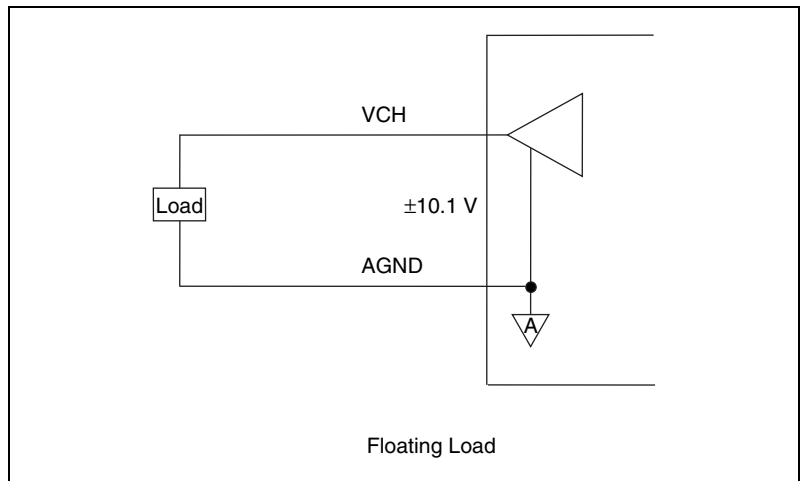 VCH
Load
±10.1 V
AGND
A
Floating Load